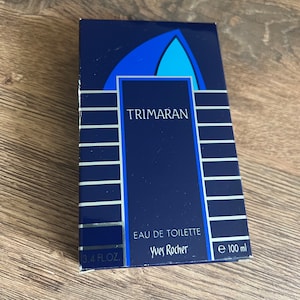 TRIMARAN
EAU DE TOILETTE
Yves Rocher
3.4 FL.OZ.
℮ 100 ml